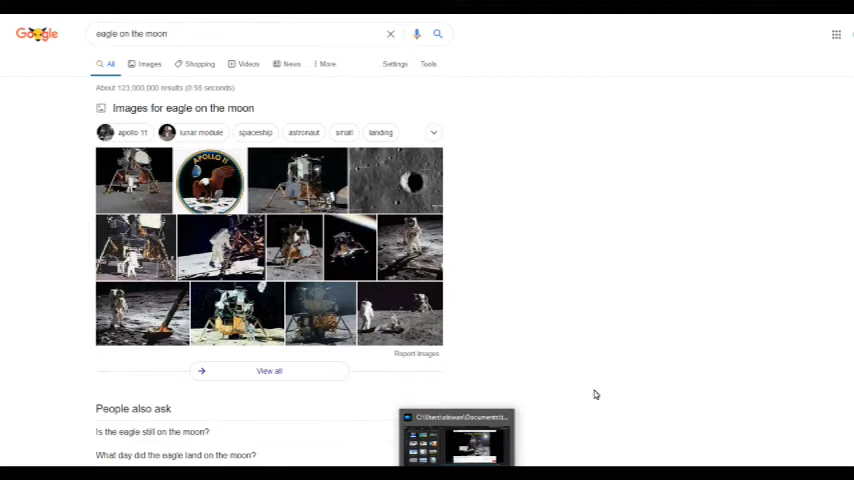 Google
eagle on the moon
All Images Shopping Videos News More Settings Tools
About 123,000,000 results (0.98 seconds)
Images for eagle on the moon
apollo 11 lunar module spaceship astronaut small landing
APOLLO 11
Report images
View all
People also ask
Is the eagle still on the moon?
What day did the eagle land on the moon?